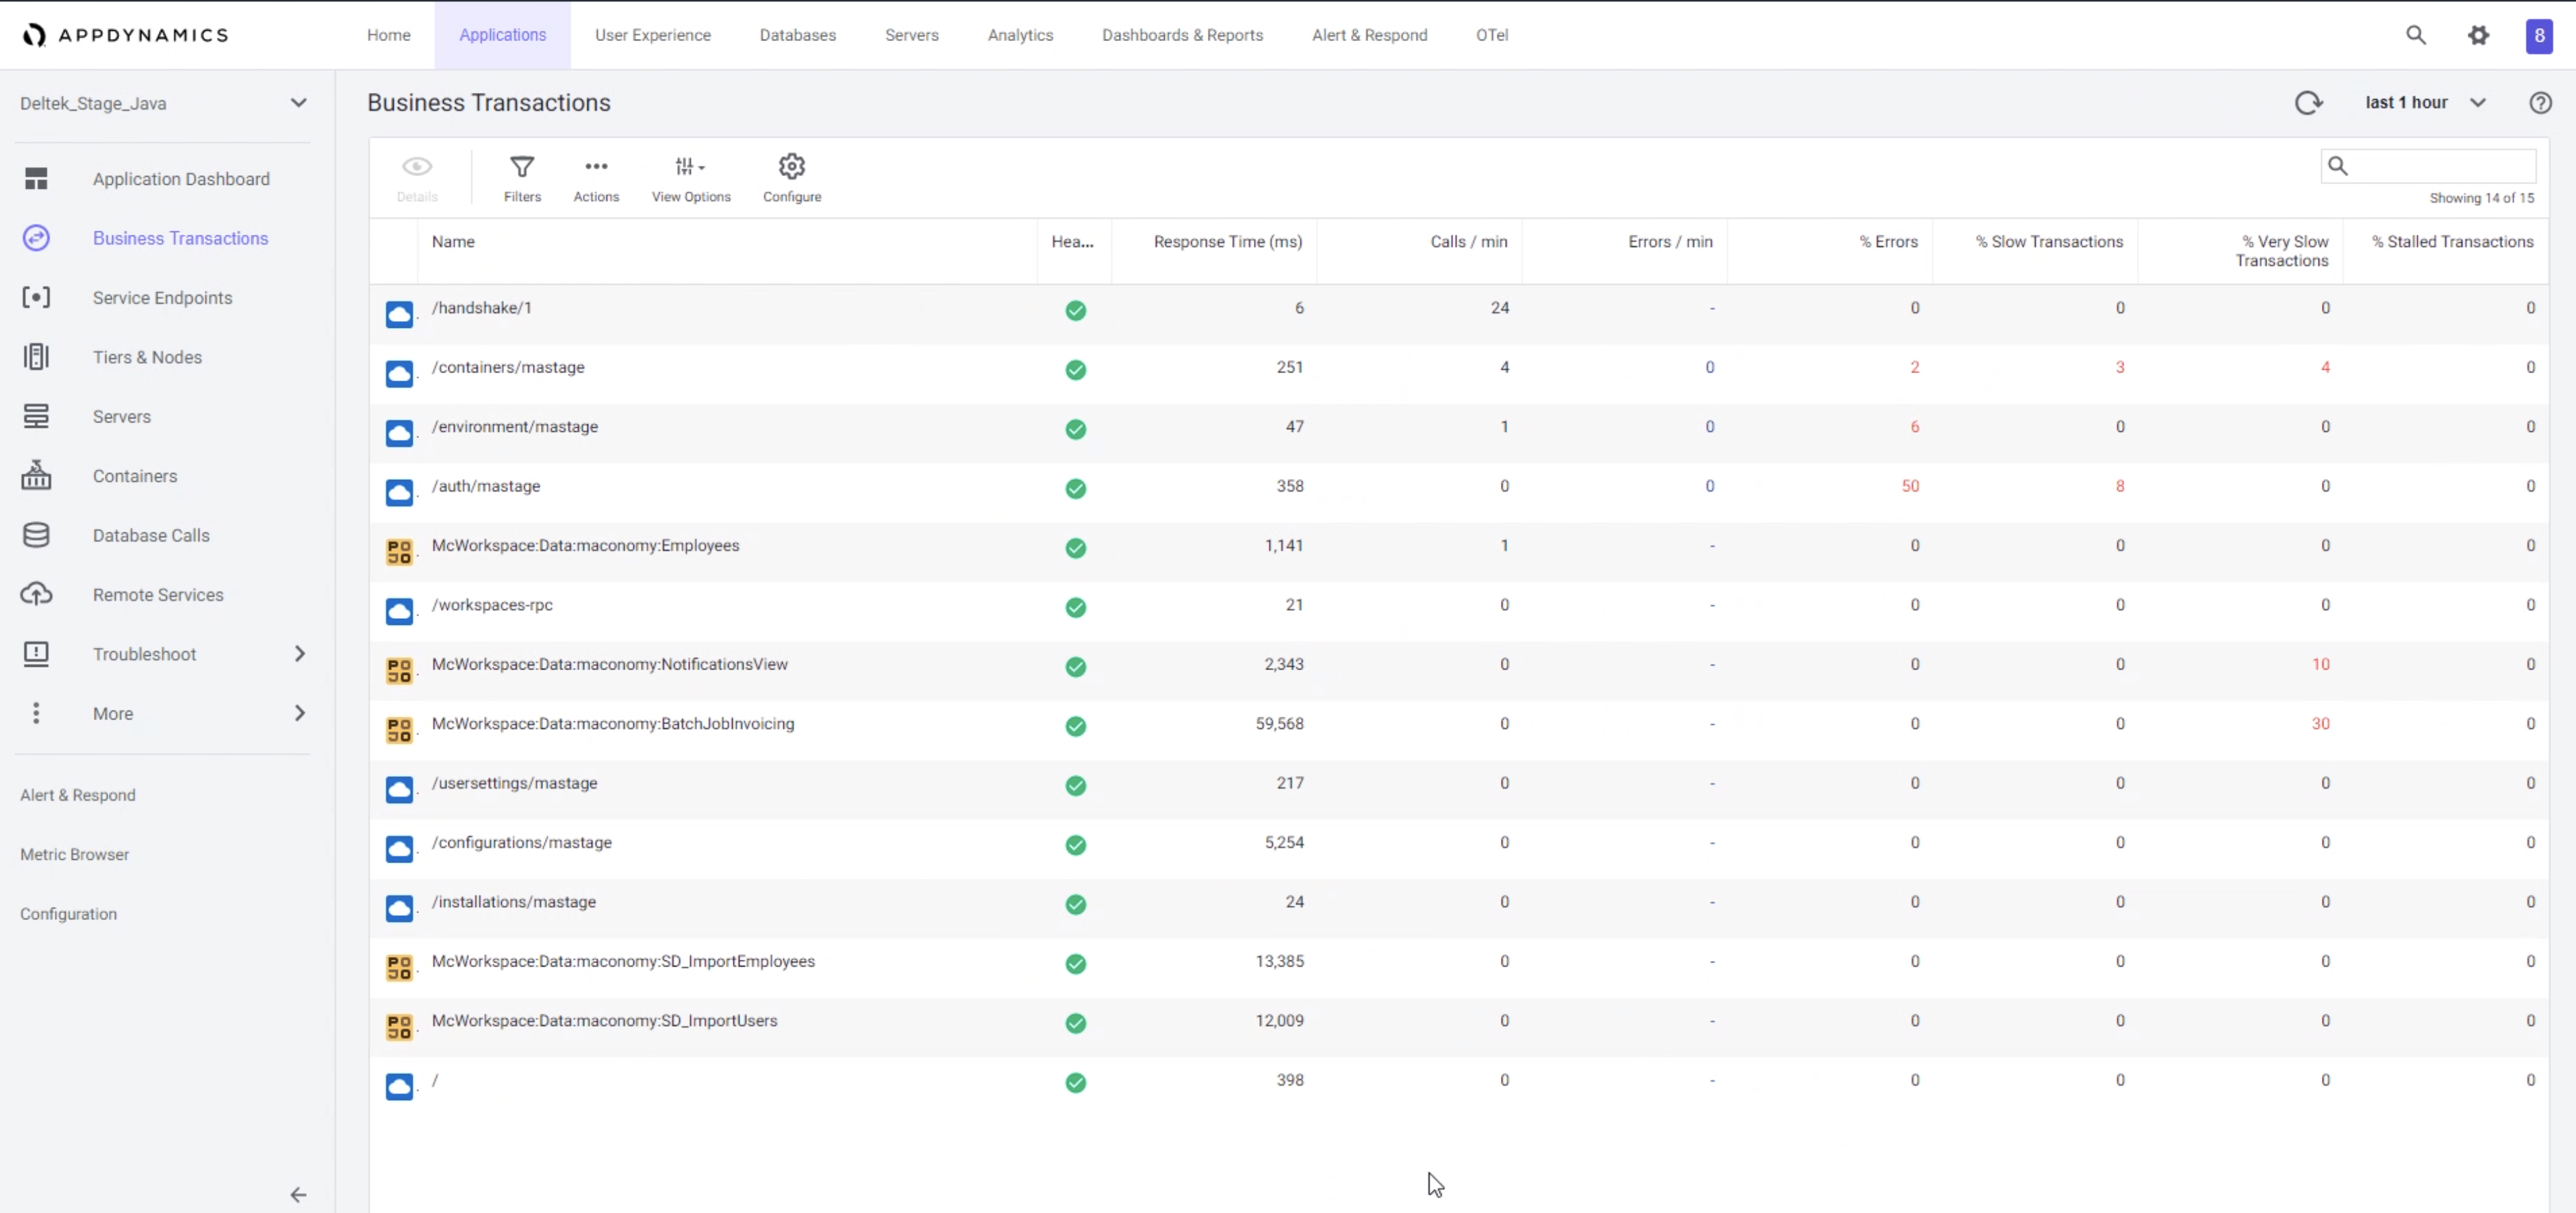 APPDYNAMICS Home Applications User Experience Databases Servers Analytics Dashboards & Reports Alert & Respond OTel 8
Deltek_Stage_Java
Application Dashboard
Business Transactions
Service Endpoints
Tiers & Nodes
Servers
Containers
Database Calls
Remote Services
Troubleshoot
More
Alert & Respond
Metric Browser
Configuration
Business Transactions last 1 hour
Details Filters Actions View Options Configure
Showing 14 of 15
Name Hea... Response Time (ms) Calls / min Errors / min % Errors % Slow Transactions % Very Slow Transactions % Stalled Transactions
/handshake/1 6 24 - 0 0 0 0
/containers/mastage 251 4 0 2 3 4 0
/environment/mastage 47 1 0 6 0 0 0
/auth/mastage 358 0 0 50 8 0 0
POJO McWorkspace:Data:maconomy:Employees 1,141 1 - 0 0 0 0
/workspaces-rpc 21 0 - 0 0 0 0
POJO McWorkspace:Data:maconomy:NotificationsView 2,343 0 - 0 0 10 0
POJO McWorkspace:Data:maconomy:BatchJobInvoicing 59,568 0 - 0 0 30 0
/usersettings/mastage 217 0 - 0 0 0 0
/configurations/mastage 5,254 0 - 0 0 0 0
/installations/mastage 24 0 - 0 0 0 0
POJO McWorkspace:Data:maconomy:SD_ImportEmployees 13,385 0 - 0 0 0 0
POJO McWorkspace:Data:maconomy:SD_ImportUsers 12,009 0 - 0 0 0 0
/ 398 0 - 0 0 0 0